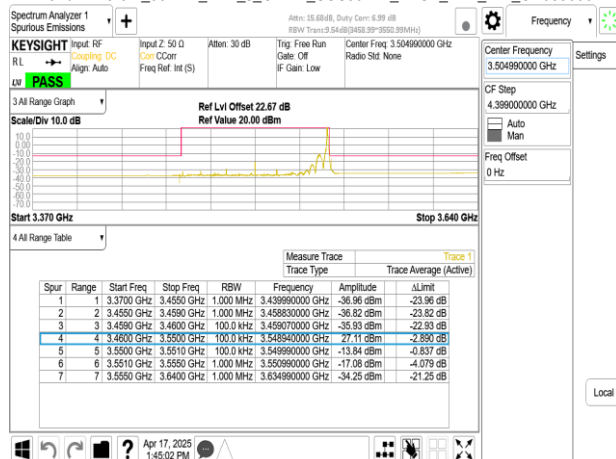 Spectrum Analyzer 1
Spurious Emissions
Attn: 15.68dB, Duty Corr: 6.99 dB
RBW Trans:9.54dB(3458.99~3550.99MHz)
Frequency
Settings
KEYSIGHT
RL
LXI
PASS
Input: RF
Coupling: DC
Align: Auto
Input Z: 50 Ω
Corr CCorr
Freq Ref: Int (S)
Atten: 30 dB
Trig: Free Run
Gate: Off
IF Gain: Low
Center Freq: 3.504990000 GHz
Radio Std: None
Center Frequency
3.504990000 GHz
CF Step
4.399000000 GHz
Auto
Man
Freq Offset
0 Hz
3 All Range Graph
Scale/Div 10.0 dB
Ref Lvl Offset 22.67 dB
Ref Value 20.00 dBm
10.0
0.00
-10.0
-20.0
-30.0
-40.0
-50.0
-60.0
-70.0
Start 3.370 GHz
Stop 3.640 GHz
4 All Range Table
Measure Trace Trace 1
Trace Type Trace Average (Active)
Spur Range Start Freq Stop Freq RBW Frequency Amplitude ΔLimit
1 1 3.3700 GHz 3.4550 GHz 1.000 MHz 3.439990000 GHz -36.96 dBm -23.96 dB
2 2 3.4550 GHz 3.4590 GHz 1.000 MHz 3.458830000 GHz -36.82 dBm -23.82 dB
3 3 3.4590 GHz 3.4600 GHz 100.0 kHz 3.459070000 GHz -35.93 dBm -22.93 dB
4 4 3.4600 GHz 3.5500 GHz 100.0 kHz 3.548940000 GHz 27.11 dBm -2.890 dB
5 5 3.5500 GHz 3.5510 GHz 100.0 kHz 3.549990000 GHz -13.84 dBm -0.837 dB
6 6 3.5510 GHz 3.5550 GHz 1.000 MHz 3.550990000 GHz -17.08 dBm -4.079 dB
7 7 3.5550 GHz 3.6400 GHz 1.000 MHz 3.634990000 GHz -34.25 dBm -21.25 dB
Local
Apr 17, 2025
1:45:02 PM